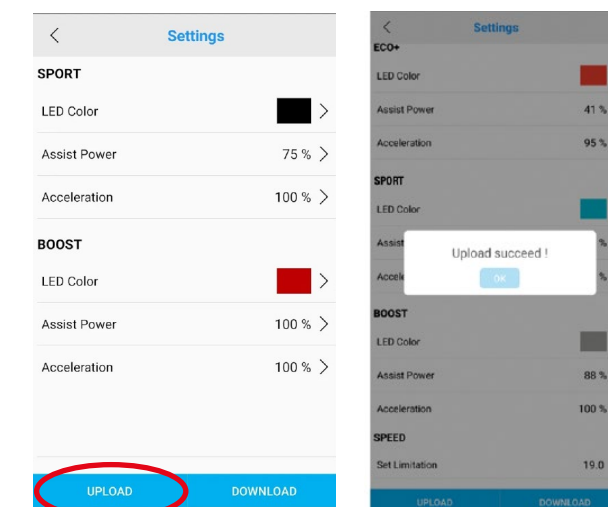 Settings
SPORT
LED Color
Assist Power 75 %
Acceleration 100 %
BOOST
LED Color
Assist Power 100 %
Acceleration 100 %
UPLOAD DOWNLOAD
Settings
ECO+
LED Color
Assist Power 41 %
Acceleration 95 %
SPORT
LED Color
Assist %
Upload succeed !
Accele %
OK
BOOST
LED Color
Assist Power 88 %
Acceleration 100 %
SPEED
Set Limitation 19.0
UPLOAD DOWNLOAD